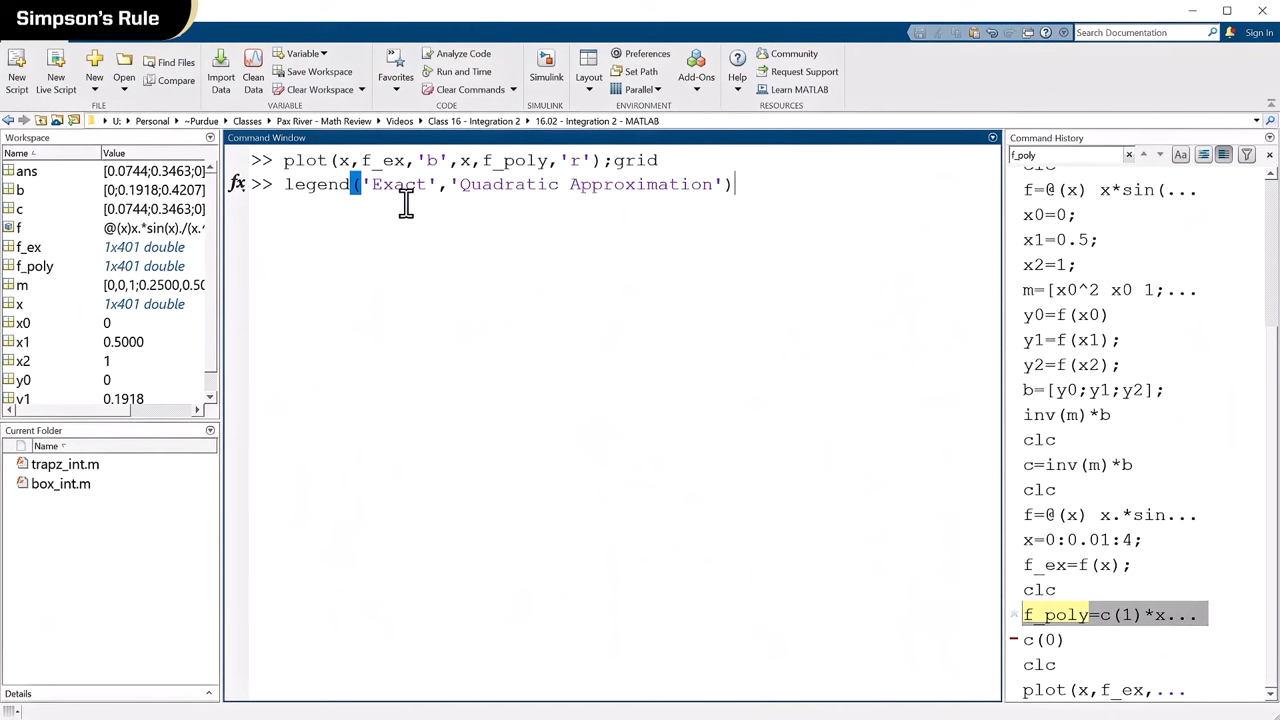 Simpson's Rule
Search Documentation
Sign In
New Script
New Live Script
New
Open
Find Files
Compare
FILE
Import Data
Clean Data
Variable
Save Workspace
Clear Workspace
VARIABLE
Favorites
Analyze Code
Run and Time
Clear Commands
CODE
Simulink
SIMULINK
Layout
Preferences
Set Path
Parallel
Add-Ons
ENVIRONMENT
Help
Community
Request Support
Learn MATLAB
RESOURCES
U: Personal ~Purdue Classes Pax River - Math Review Videos Class 16 - Integration 2 16.02 - Integration 2 - MATLAB
Workspace
Name Value
ans [0.0744;0.3463;0]
b [0;0.1918;0.4207]
c [0.0744;0.3463;0]
f @(x)x.*sin(x)./(x.^
f_ex 1x401 double
f_poly 1x401 double
m [0,0,1;0.2500,0.50
x 1x401 double
x0 0
x1 0.5000
x2 1
y0 0
y1 0.1918
Current Folder
Name
trapz_int.m
box_int.m
Details
Command Window
>> plot(x,f_ex,'b',x,f_poly,'r');grid
fx >> legend('Exact','Quadratic Approximation')
Command History
f_poly
Aa
clc
f=@(x) x*sin(...
x0=0;
x1=0.5;
x2=1;
m=[x0^2 x0 1;...
y0=f(x0)
y1=f(x1);
y2=f(x2);
b=[y0;y1;y2];
inv(m)*b
clc
c=inv(m)*b
clc
f=@(x) x.*sin...
x=0:0.01:4;
f_ex=f(x);
clc
f_poly=c(1)*x...
c(0)
clc
plot(x,f_ex,...